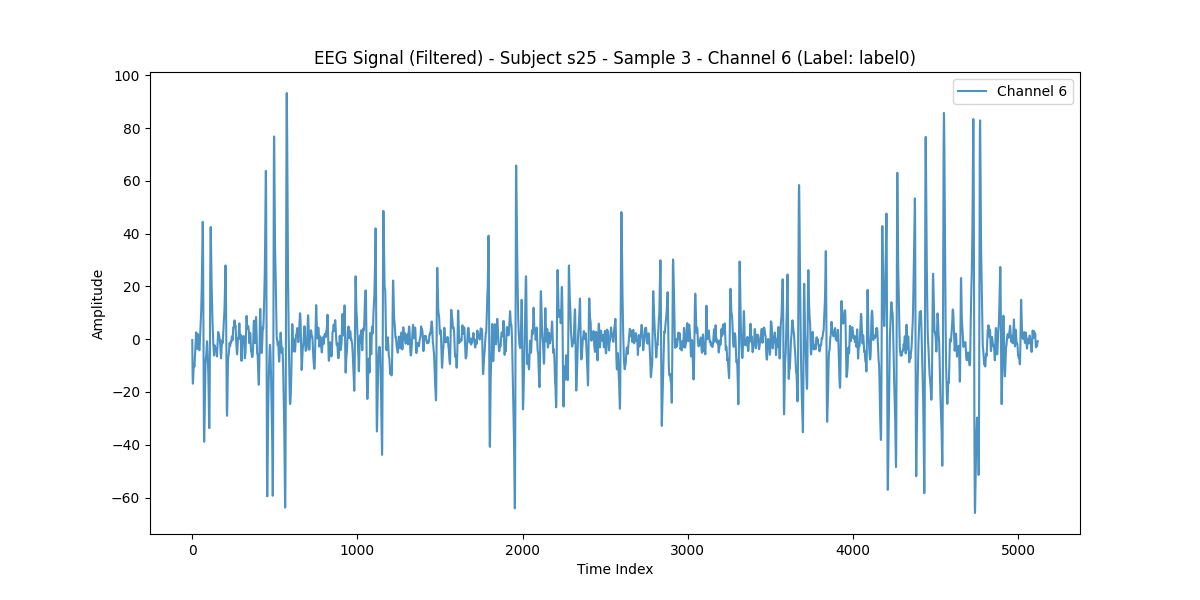 EEG Signal (Filtered) - Subject s25 - Sample 3 - Channel 6 (Label: label0)
Channel 6
100
80
60
40
20
0
−20
−40
−60
Amplitude
0 1000 2000 3000 4000 5000
Time Index